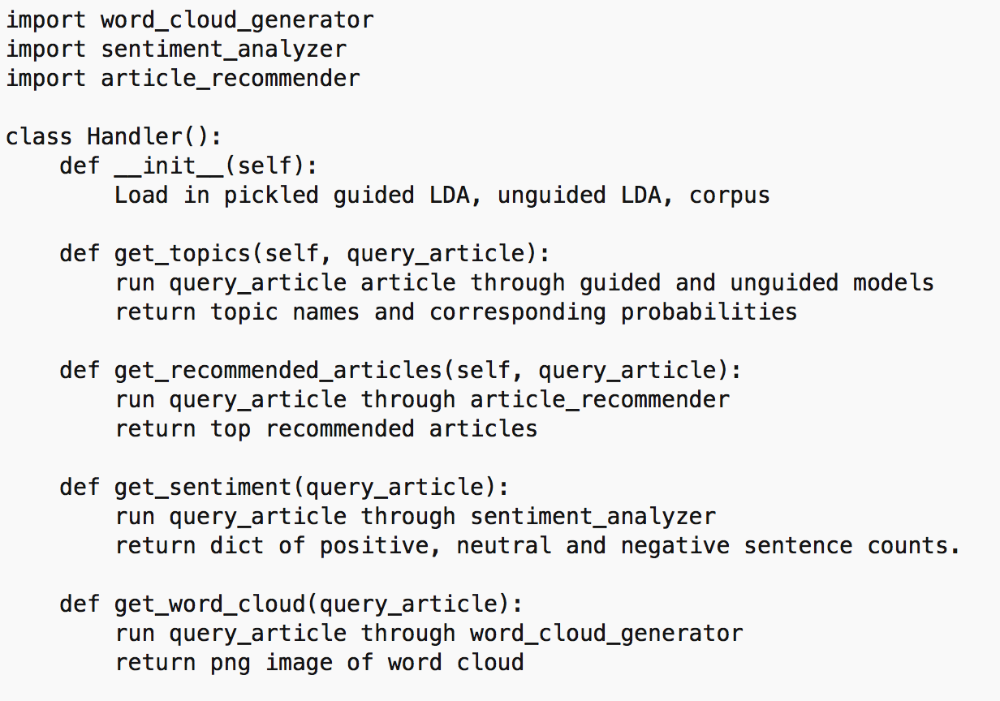 import word_cloud_generator
import sentiment_analyzer
import article_recommender

class Handler():
    def __init__(self):
        Load in pickled guided LDA, unguided LDA, corpus

    def get_topics(self, query_article):
        run query_article article through guided and unguided models
        return topic names and corresponding probabilities

    def get_recommended_articles(self, query_article):
        run query_article through article_recommender
        return top recommended articles

    def get_sentiment(query_article):
        run query_article through sentiment_analyzer
        return dict of positive, neutral and negative sentence counts.

    def get_word_cloud(query_article):
        run query_article through word_cloud_generator
        return png image of word cloud